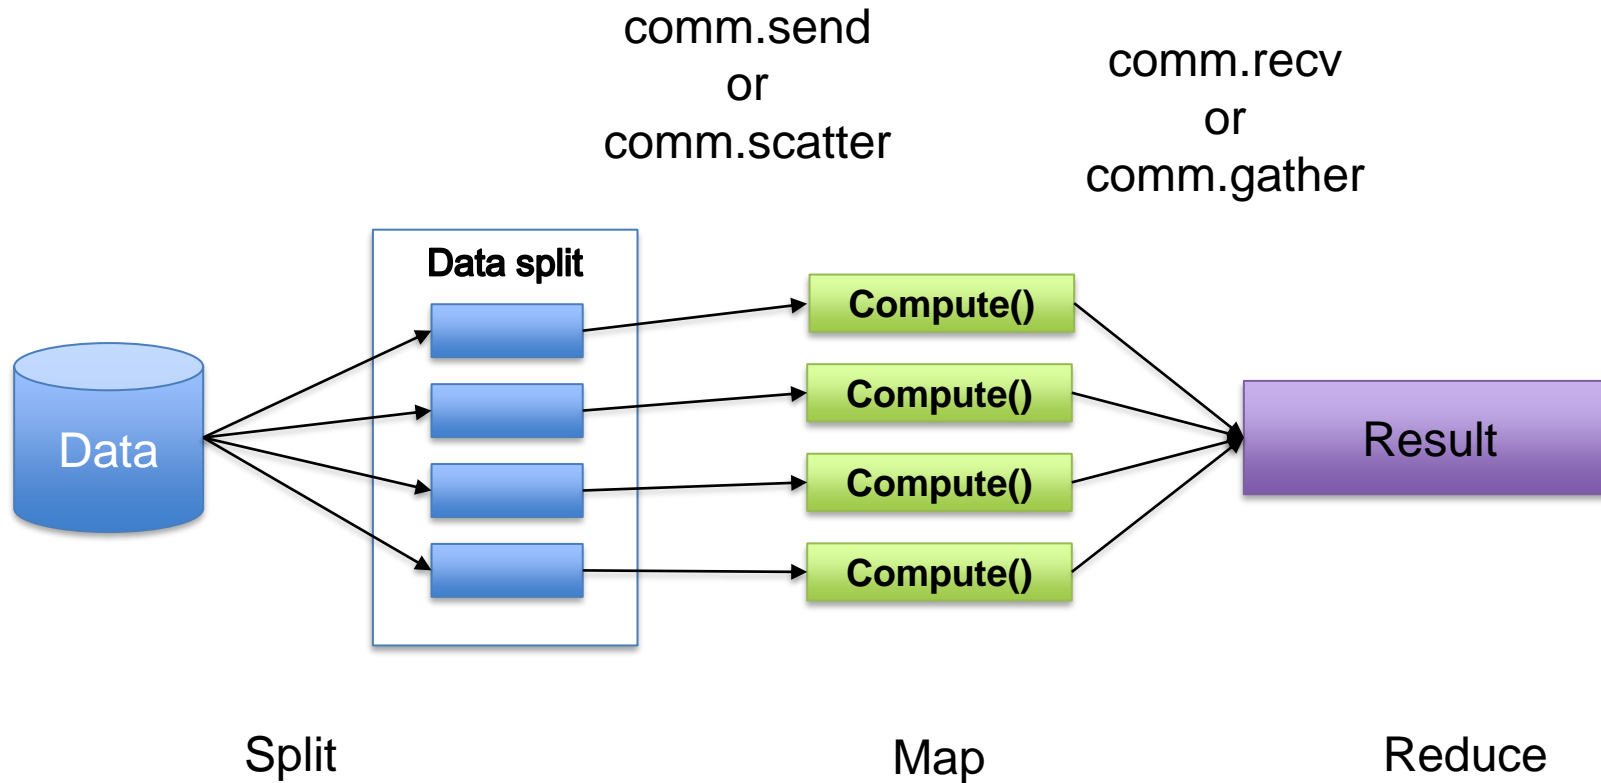 comm.send
or
comm.scatter
comm.recv
or
comm.gather
Data split
Data
Compute()
Compute()
Compute()
Compute()
Result
Split
Map
Reduce